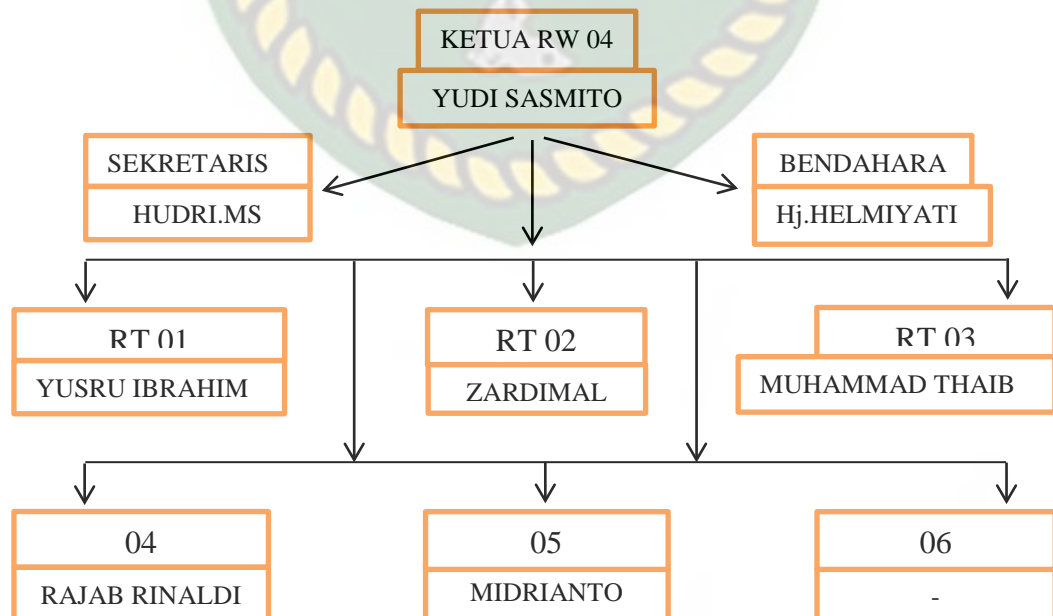 KETUA RW 04
YUDI SASMITO
SEKRETARIS
HUDRI.MS
BENDAHARA
Hj.HELMIYATI
RT 01
YUSRU IBRAHIM
RT 02
ZARDIMAL
RT 03
MUHAMMAD THAIB
04
RAJAB RINALDI
05
MIDRIANTO
06
-